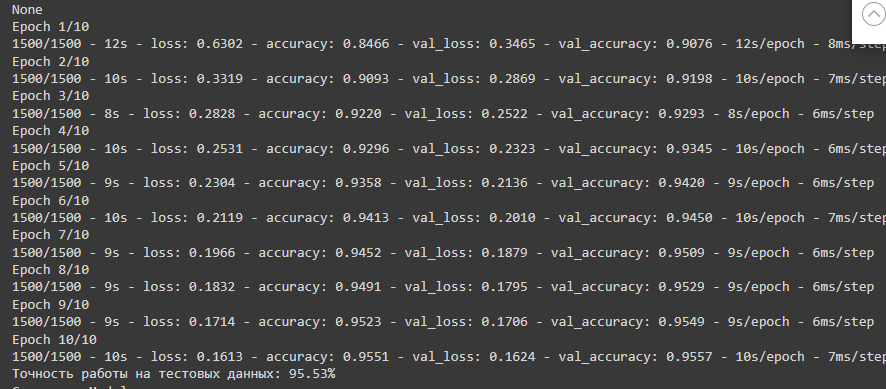 None
Epoch 1/10
1500/1500 - 12s - loss: 0.6302 - accuracy: 0.8466 - val_loss: 0.3465 - val_accuracy: 0.9076 - 12s/epoch - 8ms/step
Epoch 2/10
1500/1500 - 10s - loss: 0.3319 - accuracy: 0.9093 - val_loss: 0.2869 - val_accuracy: 0.9198 - 10s/epoch - 7ms/step
Epoch 3/10
1500/1500 - 8s - loss: 0.2828 - accuracy: 0.9220 - val_loss: 0.2522 - val_accuracy: 0.9293 - 8s/epoch - 6ms/step
Epoch 4/10
1500/1500 - 10s - loss: 0.2531 - accuracy: 0.9296 - val_loss: 0.2323 - val_accuracy: 0.9345 - 10s/epoch - 6ms/step
Epoch 5/10
1500/1500 - 9s - loss: 0.2304 - accuracy: 0.9358 - val_loss: 0.2136 - val_accuracy: 0.9420 - 9s/epoch - 6ms/step
Epoch 6/10
1500/1500 - 10s - loss: 0.2119 - accuracy: 0.9413 - val_loss: 0.2010 - val_accuracy: 0.9450 - 10s/epoch - 7ms/step
Epoch 7/10
1500/1500 - 9s - loss: 0.1966 - accuracy: 0.9452 - val_loss: 0.1879 - val_accuracy: 0.9509 - 9s/epoch - 6ms/step
Epoch 8/10
1500/1500 - 9s - loss: 0.1832 - accuracy: 0.9491 - val_loss: 0.1795 - val_accuracy: 0.9529 - 9s/epoch - 6ms/step
Epoch 9/10
1500/1500 - 9s - loss: 0.1714 - accuracy: 0.9523 - val_loss: 0.1706 - val_accuracy: 0.9549 - 9s/epoch - 6ms/step
Epoch 10/10
1500/1500 - 10s - loss: 0.1613 - accuracy: 0.9551 - val_loss: 0.1624 - val_accuracy: 0.9557 - 10s/epoch - 7ms/step
Точность работы на тестовых данных: 95.53%